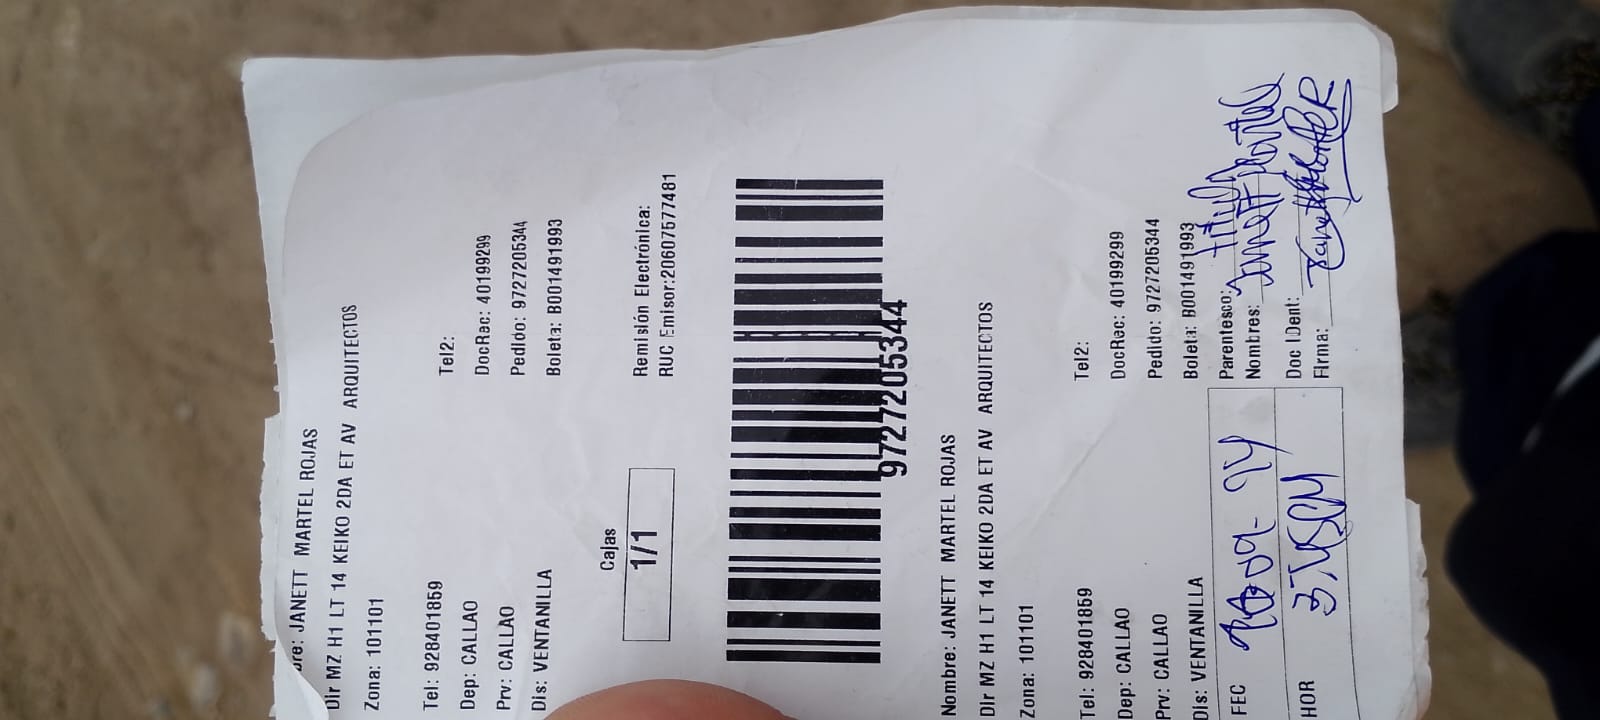 bre: JANETT MARTEL ROJAS
Dir MZ H1 LT 14 KEIKO 2DA ET AV ARQUITECTOS
Zona: 101101
Tel: 928401859 Tel2:
Dep: CALLAO DocRec: 40199299
Prv: CALLAO Pedido: 9727205344
Dis: VENTANILLA Boleta: B001491993
Cajas
1/1
Remisión Electrónica:
RUC Emisor:20607577481
9727205344
Nombre: JANETT MARTEL ROJAS
Dir MZ H1 LT 14 KEIKO 2DA ET AV ARQUITECTOS
Zona: 101101
Tel: 928401859 Tel2:
Dep: CALLAO DocRec: 40199299
Prv: CALLAO Pedido: 9727205344
Dis: VENTANILLA Boleta: B001491993
FEC Parentesco:
Nombres: Janett Martel
HOR Doc IDent:
Firma: